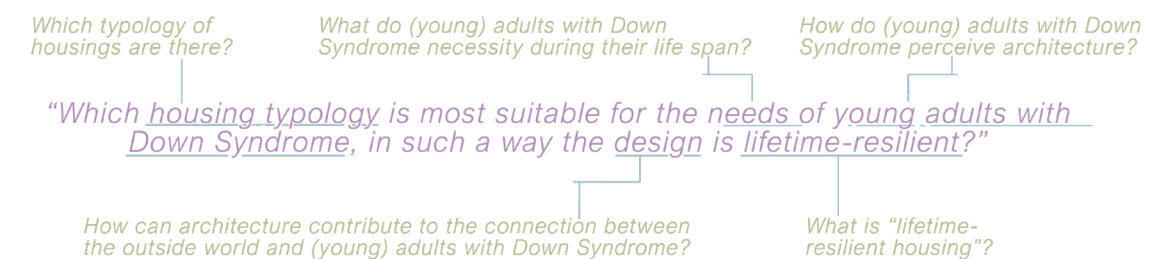 Which typology of
housings are there?
What do (young) adults with Down
Syndrome necessity during their life span?
How do (young) adults with Down
Syndrome perceive architecture?
“Which housing typology is most suitable for the needs of young adults with
Down Syndrome, in such a way the design is lifetime-resilient?”
How can architecture contribute to the connection between
the outside world and (young) adults with Down Syndrome?
What is “lifetime-
resilient housing"?